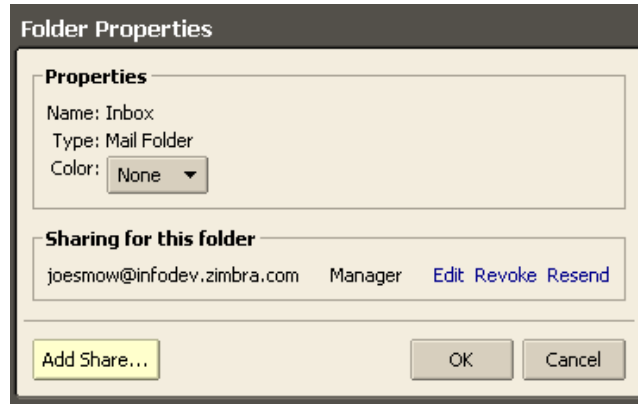 Folder Properties
Properties
Name: Inbox
Type: Mail Folder
Color: None
Sharing for this folder
joesmow@infodev.zimbra.com Manager Edit Revoke Resend
Add Share... OK Cancel